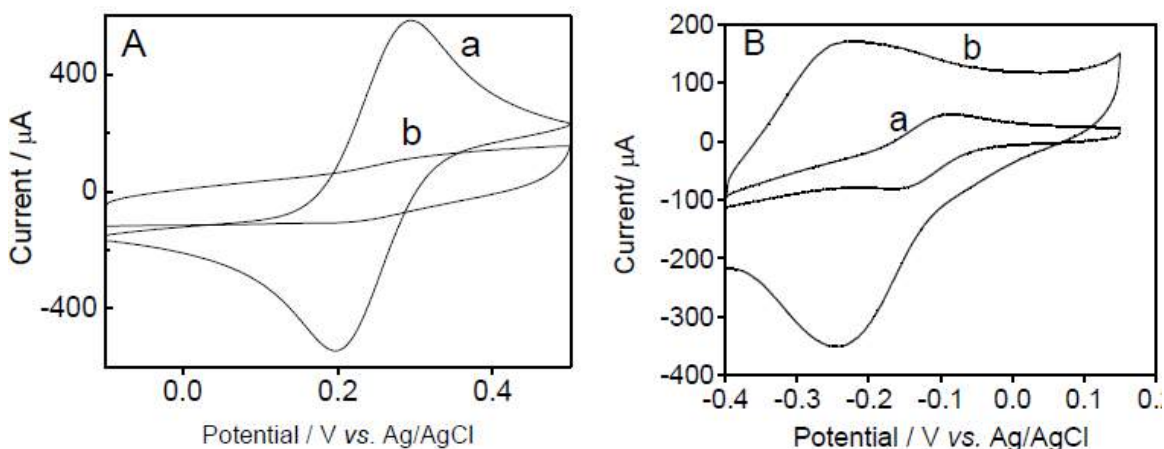 A
a
b
400
0
-400
0.0 0.2 0.4
Current / μA
Potential / V vs. Ag/AgCl
B
b
a
200
100
0
-100
-200
-300
-400
-0.4 -0.3 -0.2 -0.1 0.0 0.1
Current/ μA
Potential / V vs. Ag/AgCl